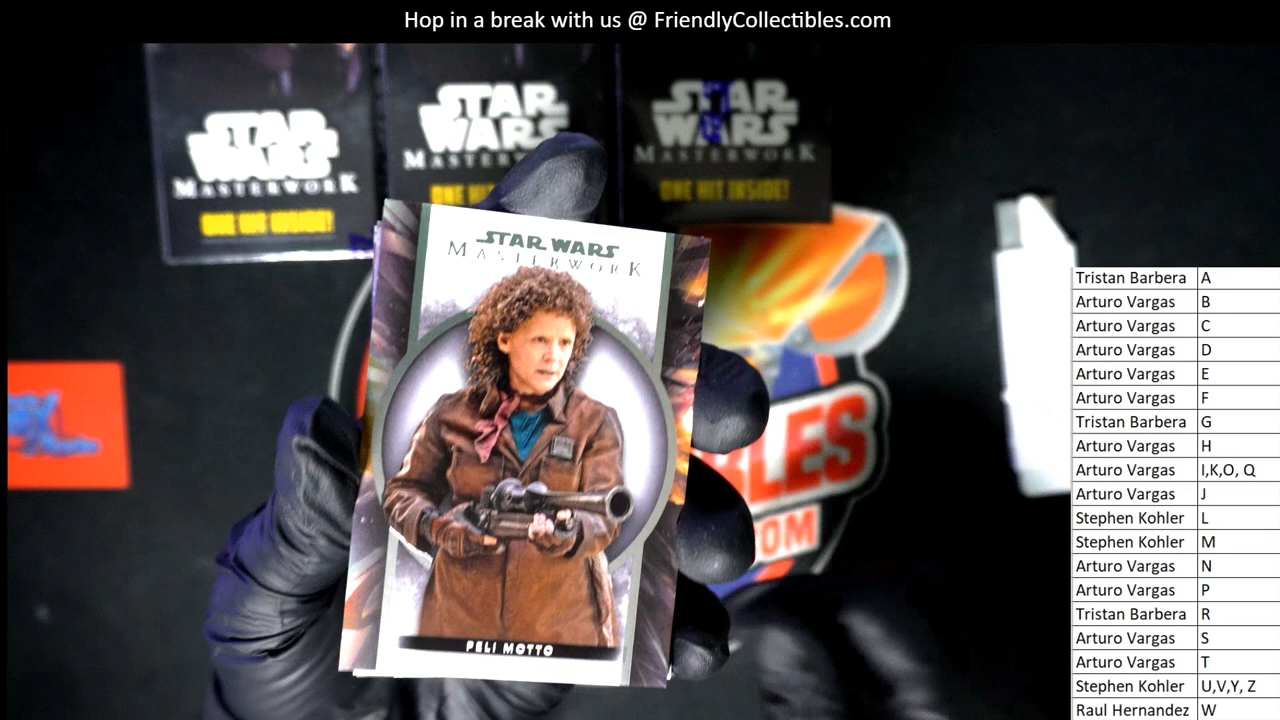 Hop in a break with us @ FriendlyCollectibles.com
STAR
WARS
MASTERWORK
ONE HIT INSIDE!
STAR
WARS
MASTERWORK
ONE HIT
STAR
WARS
MASTERWORK
ONE HIT INSIDE!
STAR WARS
MASTERWORK
PELI MOTTO
BLES
COM
Tristan Barbera A
Arturo Vargas B
Arturo Vargas C
Arturo Vargas D
Arturo Vargas E
Arturo Vargas F
Tristan Barbera G
Arturo Vargas H
Arturo Vargas I,K,O, Q
Arturo Vargas J
Stephen Kohler L
Stephen Kohler M
Arturo Vargas N
Arturo Vargas P
Tristan Barbera R
Arturo Vargas S
Arturo Vargas T
Stephen Kohler U,V,Y, Z
Raul Hernandez W